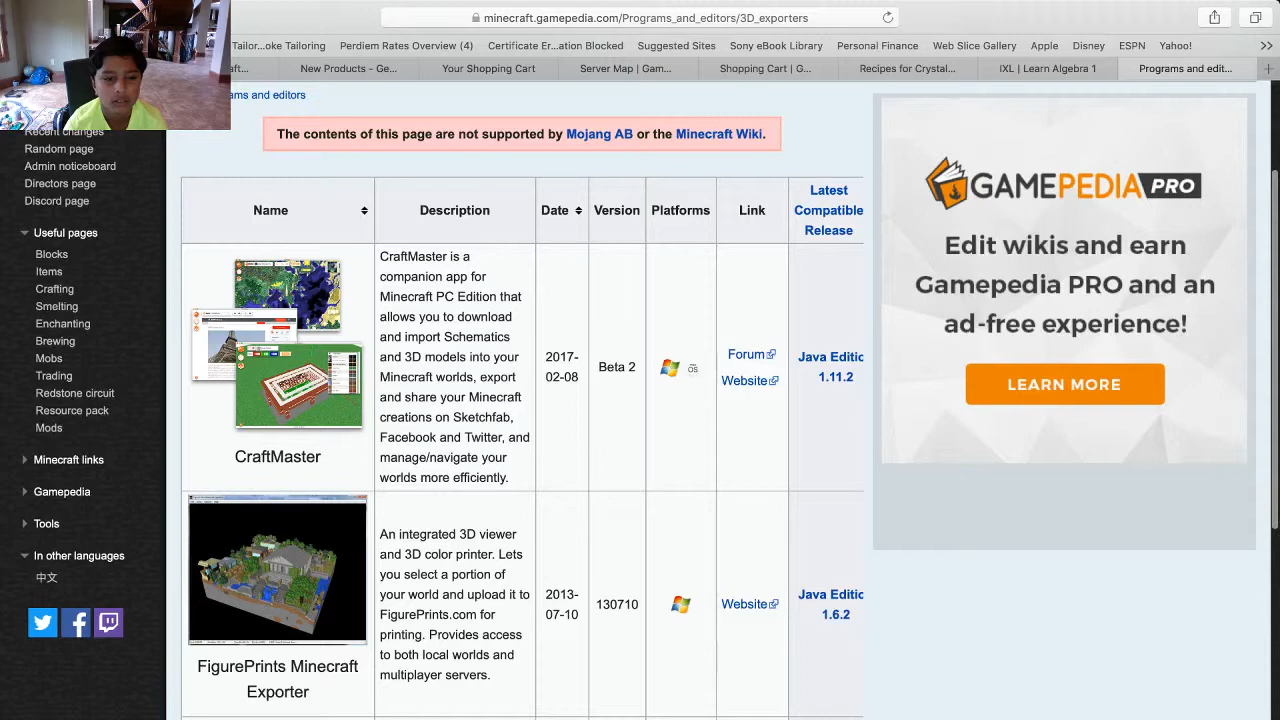 minecraft.gamepedia.com/Programs_and_editors/3D_exporters
Tailor...oke Tailoring Perdiem Rates Overview (4) Certificate Er...ation Blocked Suggested Sites Sony eBook Library Personal Finance Web Slice Gallery Apple Disney ESPN Yahoo!
aft... New Products - Ge... Your Shopping Cart Server Map | Gam... Shopping Cart | G... Recipes for Crystal... IXL | Learn Algebra 1 Programs and edit...
ams and editors
The contents of this page are not supported by Mojang AB or the Minecraft Wiki.
Recent changes
Random page
Admin noticeboard
Directors page
Discord page
Useful pages
Blocks
Items
Crafting
Smelting
Enchanting
Brewing
Mobs
Trading
Redstone circuit
Resource pack
Mods
Minecraft links
Gamepedia
Tools
In other languages
中文
Name Description Date Version Platforms Link Latest
Compatible
Release
CraftMaster
CraftMaster is a
companion app for
Minecraft PC Edition that
allows you to download
and import Schematics
and 3D models into your
Minecraft worlds, export
and share your Minecraft
creations on Sketchfab,
Facebook and Twitter, and
manage/navigate your
worlds more efficiently.
2017-
02-08
Beta 2
OS
Forum
Website
Java Editio
1.11.2
FigurePrints Minecraft
Exporter
An integrated 3D viewer
and 3D color printer. Lets
you select a portion of
your world and upload it to
FigurePrints.com for
printing. Provides access
to both local worlds and
multiplayer servers.
2013-
07-10
130710
Website
Java Editio
1.6.2
GAMEPEDIA PRO
Edit wikis and earn
Gamepedia PRO and an
ad-free experience!
LEARN MORE